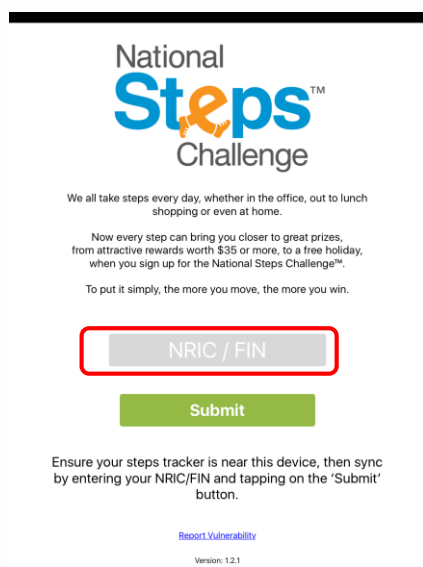 National
Steps™
Challenge
We all take steps every day, whether in the office, out to lunch
shopping or even at home.
Now every step can bring you closer to great prizes,
from attractive rewards worth $35 or more, to a free holiday,
when you sign up for the National Steps Challenge™.
To put it simply, the more you move, the more you win.
NRIC / FIN
Submit
Ensure your steps tracker is near this device, then sync
by entering your NRIC/FIN and tapping on the ‘Submit’
button.
Report Vulnerability
Version: 1.2.1